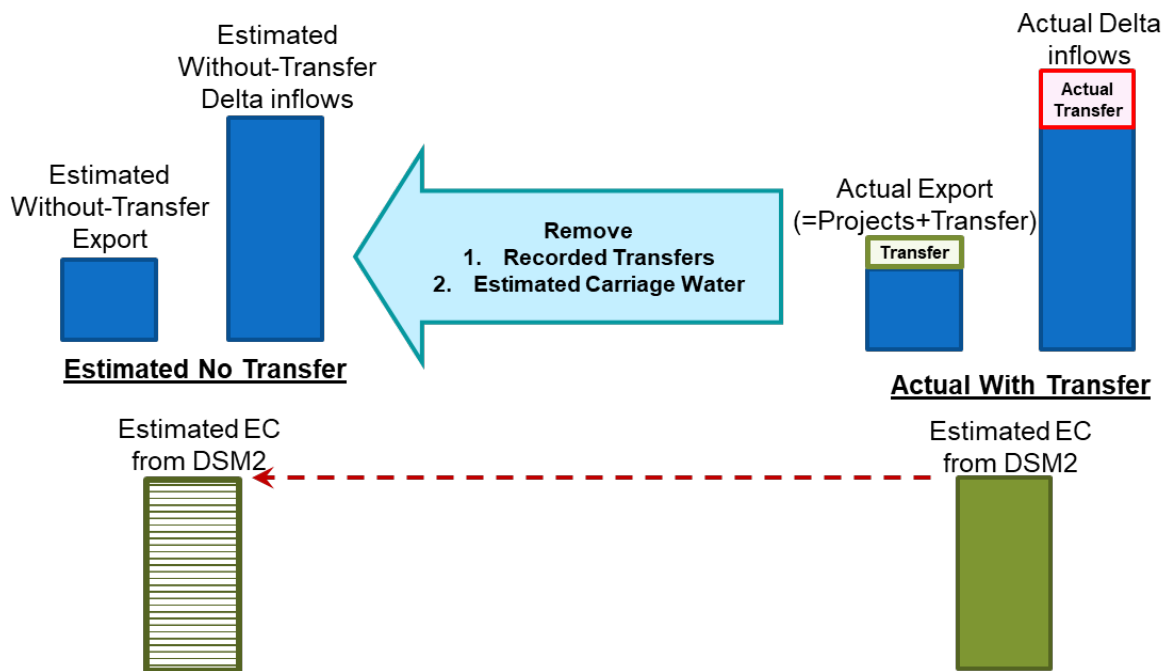 Estimated
Without-Transfer
Delta inflows
Estimated
Without-Transfer
Export
Estimated No Transfer
Remove
1. Recorded Transfers
2. Estimated Carriage Water
Actual Delta
inflows
Actual
Transfer
Actual Export
(=Projects+Transfer)
Transfer
Actual With Transfer
Estimated EC
from DSM2
Estimated EC
from DSM2